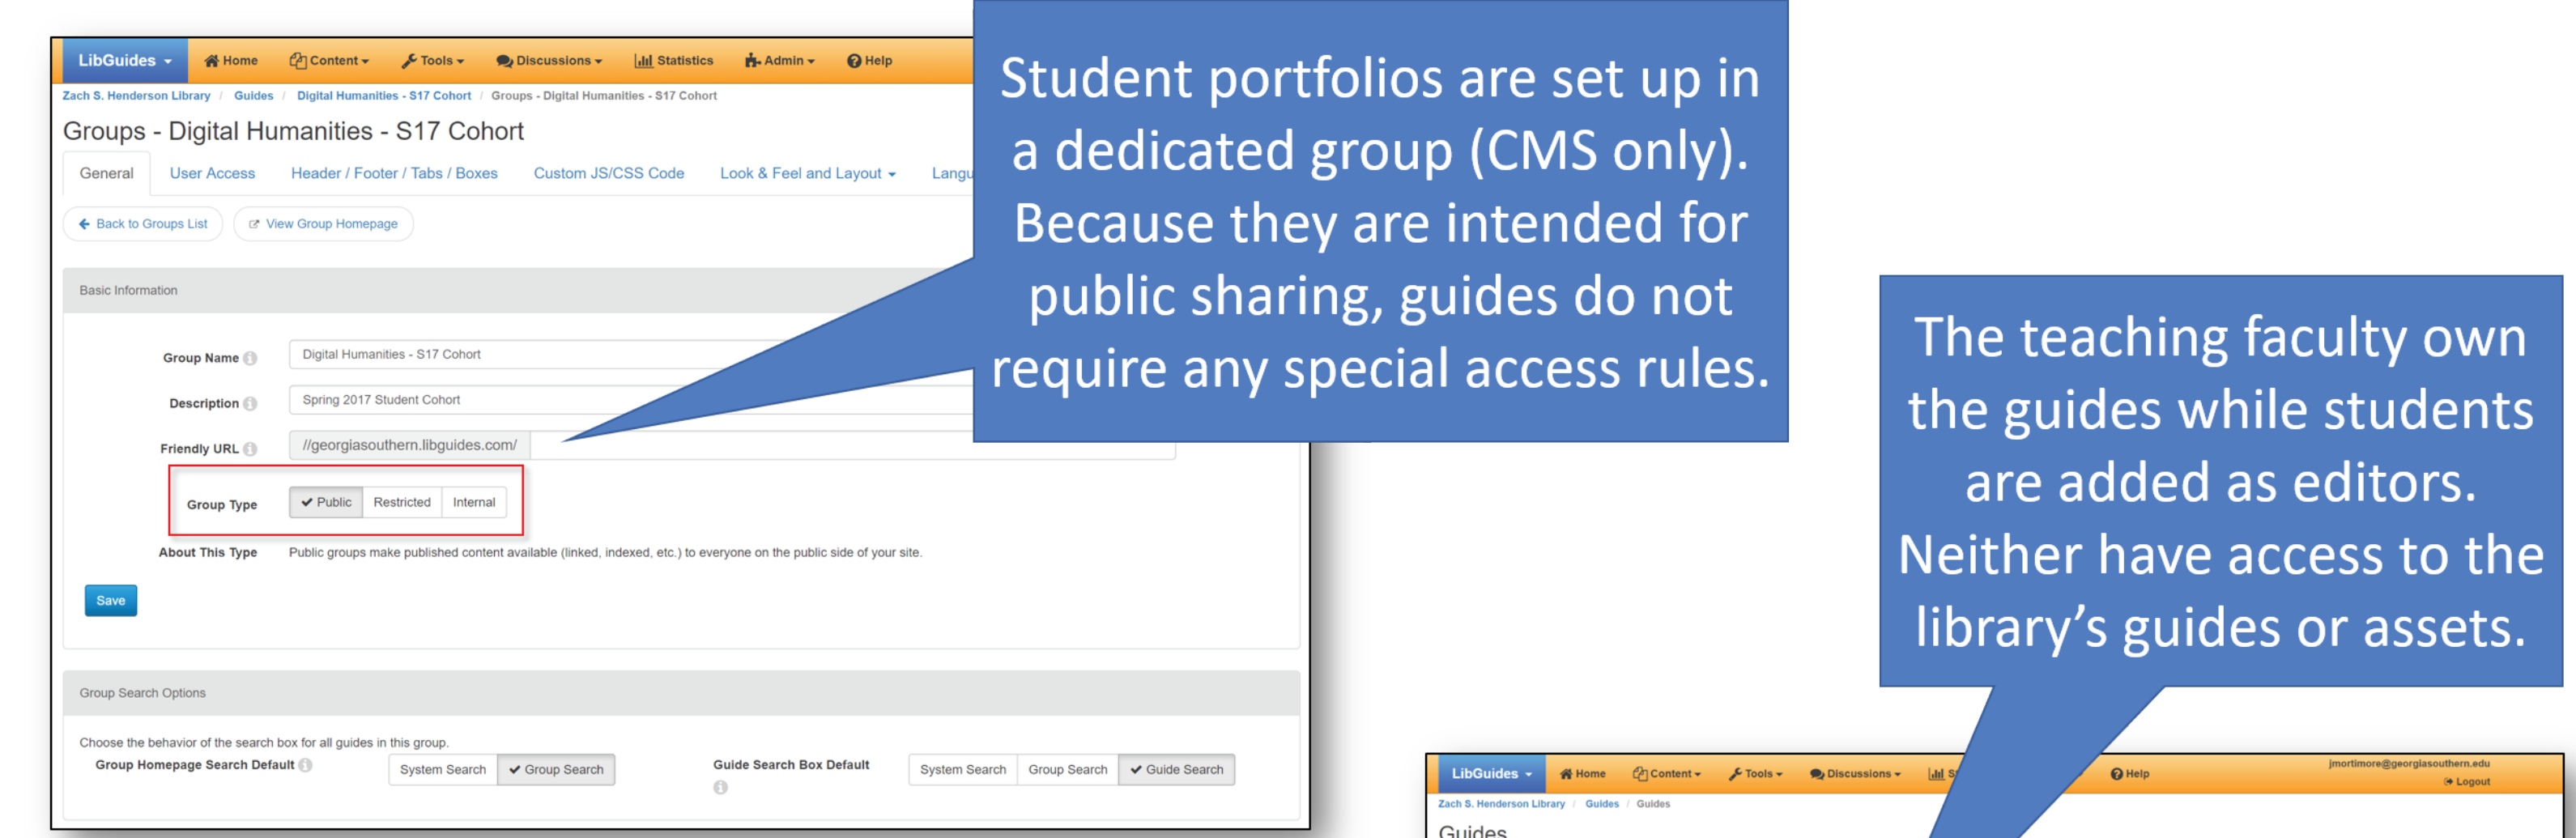 LibGuides Home Content Tools Discussions Statistics Admin Help
Zach S. Henderson Library / Guides / Digital Humanities - S17 Cohort / Groups - Digital Humanities - S17 Cohort
Groups - Digital Humanities - S17 Cohort
General User Access Header / Footer / Tabs / Boxes Custom JS/CSS Code Look & Feel and Layout
Back to Groups List View Group Homepage
Basic Information
Group Name Digital Humanities - S17 Cohort
Description Spring 2017 Student Cohort
Friendly URL //georgiasouthern.libguides.com/
Group Type Public Restricted Internal
About This Type Public groups make published content available (linked, indexed, etc.) to everyone on the public side of your site.
Save
Group Search Options
Choose the behavior of the search box for all guides in this group.
Group Homepage Search Default System Search Group Search Guide Search Box Default System Search Group Search Guide Search
Student portfolios are set up in
a dedicated group (CMS only).
Because they are intended for
public sharing, guides do not
require any special access rules.
The teaching faculty own
the guides while students
are added as editors.
Neither have access to the
library's guides or assets.
LibGuides Home Content Tools Discussions Help
jmortimore@georgiasouthern.edu
Logout
Zach S. Henderson Library / Guides / Guides
Guides